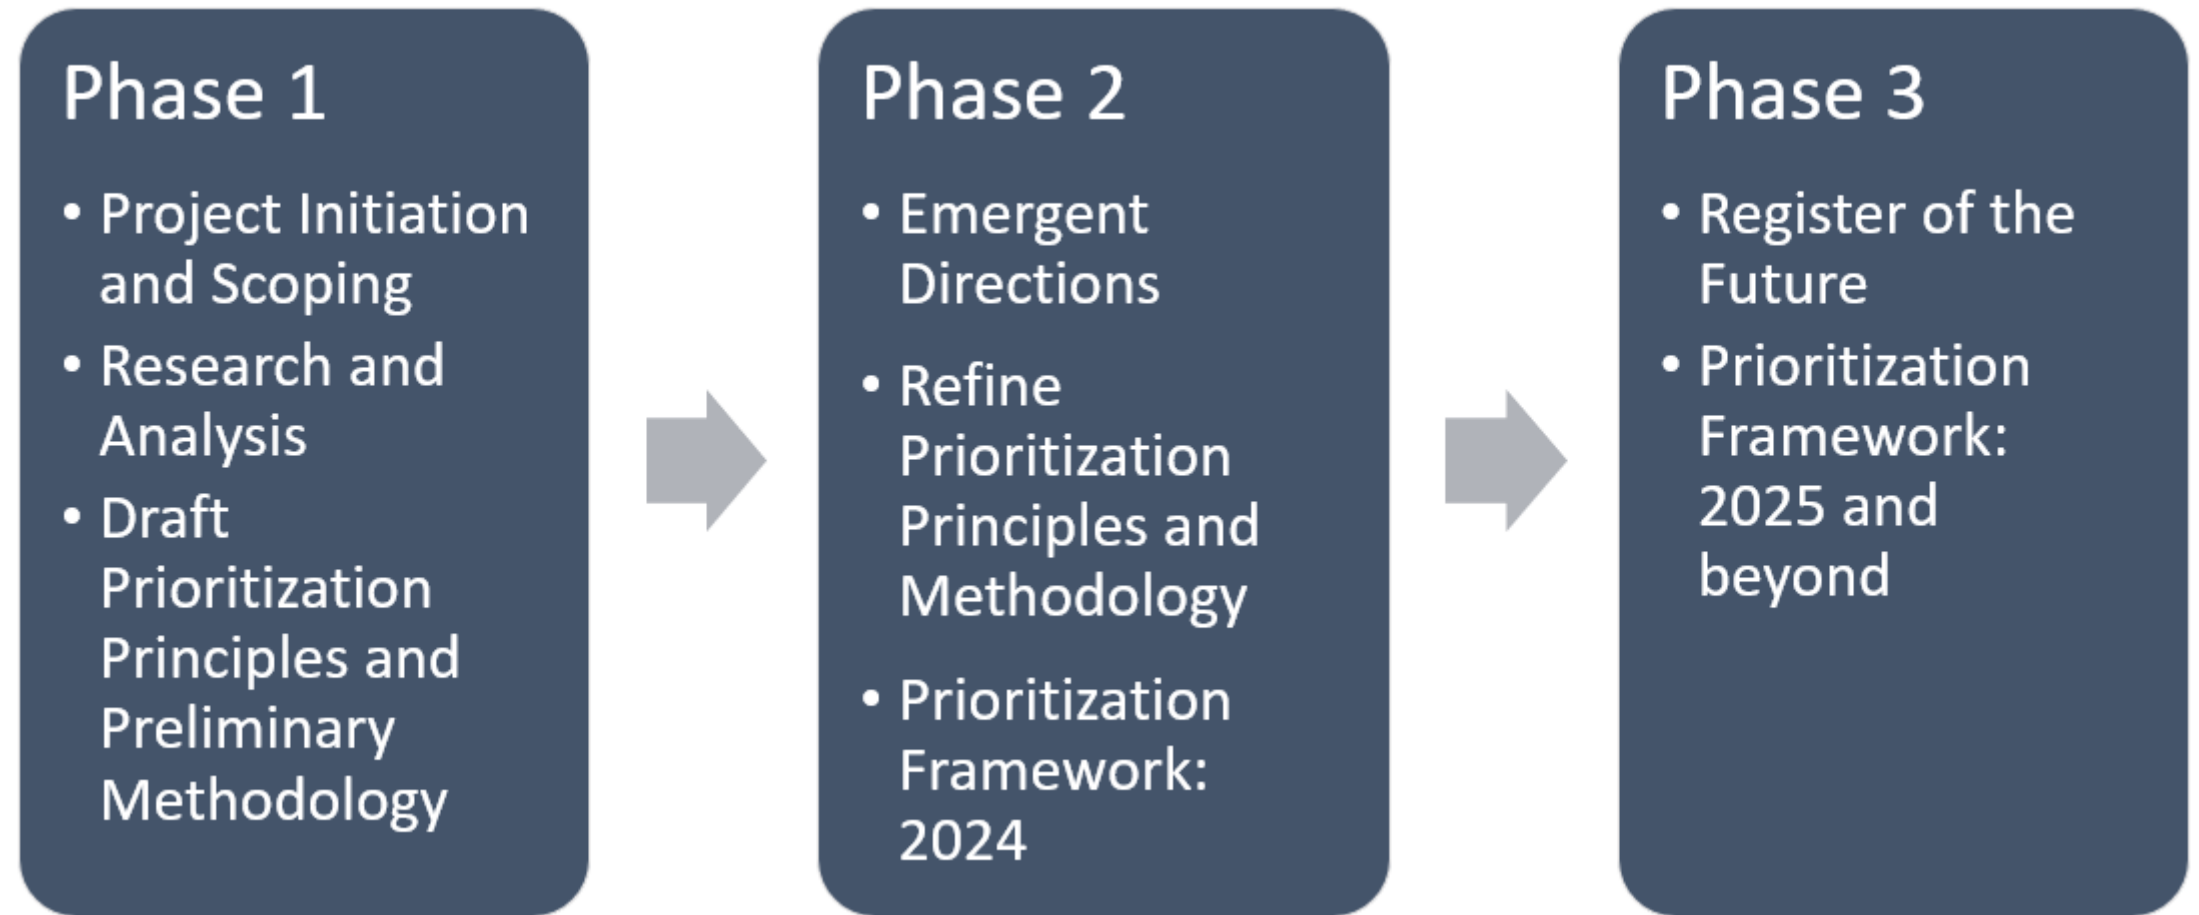 Phase 1
• Project Initiation
and Scoping
• Research and
Analysis
• Draft
Prioritization
Principles and
Preliminary
Methodology
Phase 2
• Emergent
Directions
• Refine
Prioritization
Principles and
Methodology
• Prioritization
Framework:
2024
Phase 3
• Register of the
Future
• Prioritization
Framework:
2025 and
beyond